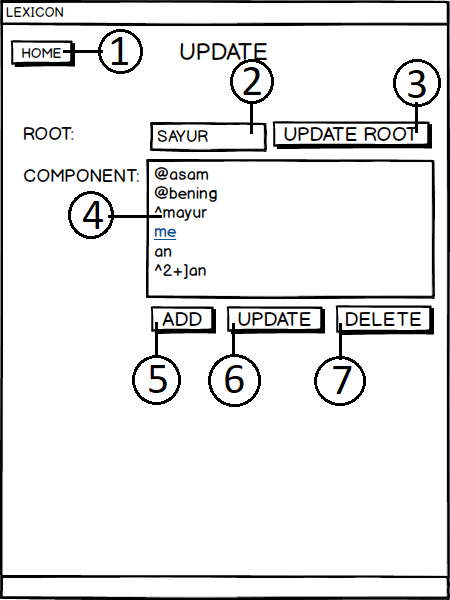 LEXICON
HOME 1 UPDATE
2 3
ROOT: SAYUR UPDATE ROOT
COMPONENT: @asam
@bening
4 ^mayur
me
an
^2+]an
ADD UPDATE DELETE
5 6 7